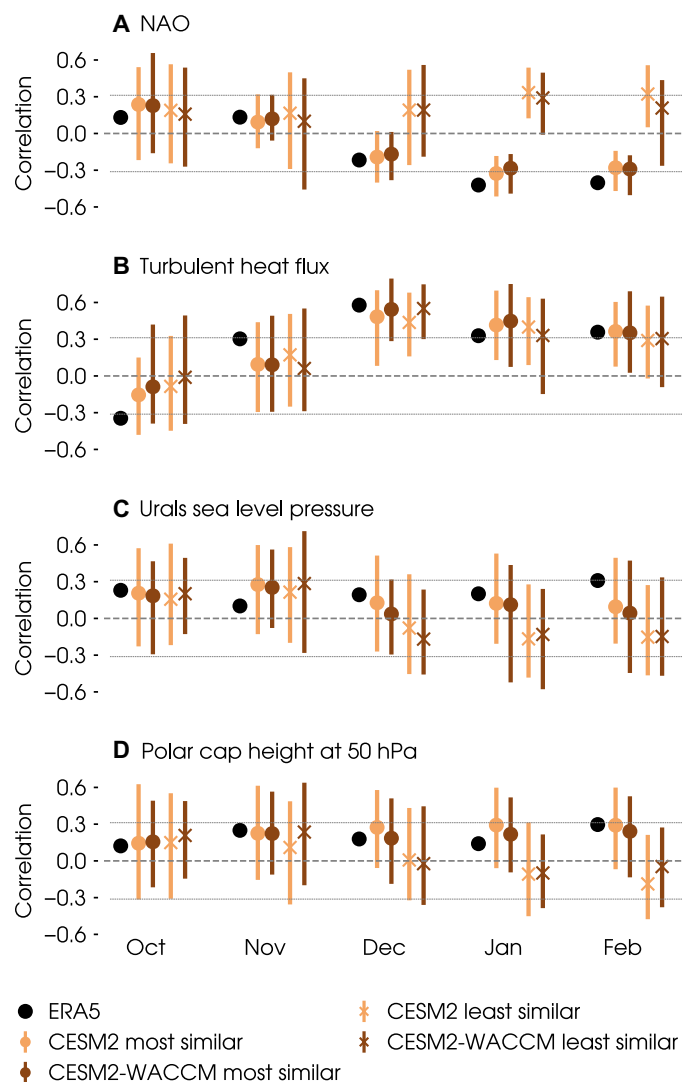 A NAO
0.6
0.3
0.0
−0.3
−0.6
Correlation
B Turbulent heat flux
0.6
0.3
0.0
−0.3
−0.6
Correlation
C Urals sea level pressure
0.6
0.3
0.0
−0.3
−0.6
Correlation
D Polar cap height at 50 hPa
0.6
0.3
0.0
−0.3
−0.6
Correlation
Oct Nov Dec Jan Feb
ERA5
CESM2 most similar
CESM2-WACCM most similar
CESM2 least similar
CESM2-WACCM least similar